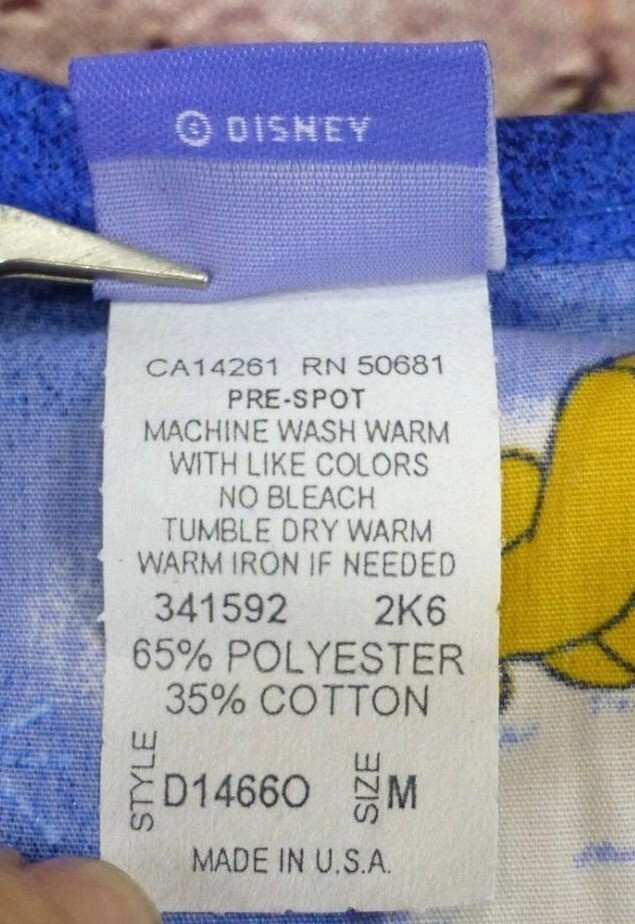 © DISNEY
CA14261 RN 50681
PRE-SPOT
MACHINE WASH WARM
WITH LIKE COLORS
NO BLEACH
TUMBLE DRY WARM
WARM IRON IF NEEDED
341592 2K6
65% POLYESTER
35% COTTON
STYLE D1466O SIZE M
MADE IN U.S.A.